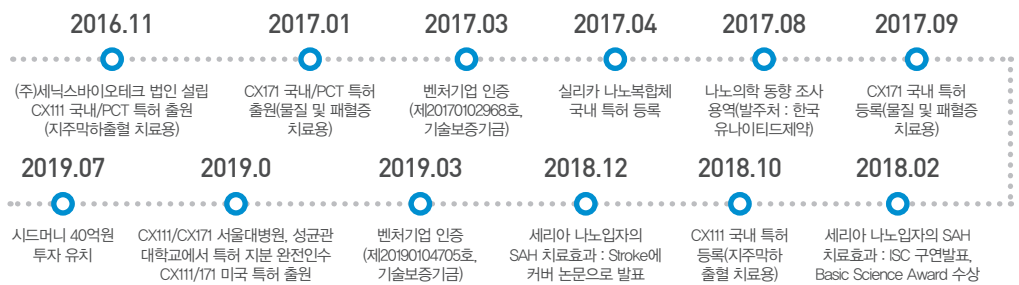 2016.11
(주)세닉스바이오테크 법인 설립
CX111 국내/PCT 특허 출원
(지주막하출혈 치료용)
2017.01
CX171 국내/PCT 특허
출원(물질 및 패혈증
치료용)
2017.03
벤처기업 인증
(제20170102968호,
기술보증기금)
2017.04
실리카 나노복합체
국내 특허 등록
2017.08
나노의학 동향 조사
용역(발주처 : 한국
유나이티드제약)
2017.09
CX171 국내 특허
등록(물질 및 패혈증
치료용)
2018.02
세리아 나노입자의 SAH
치료효과 : ISC 구연발표,
Basic Science Award 수상
2018.10
CX111 국내 특허
등록(지주막하
출혈 치료용)
2018.12
세리아 나노입자의
SAH 치료효과 : Stroke에
커버 논문으로 발표
2019.03
벤처기업 인증
(제20190104705호,
기술보증기금)
2019.0
CX111/CX171 서울대병원, 성균관
대학교에서 특허 지분 완전인수
CX111/171 미국 특허 출원
2019.07
시드머니 40억원
투자 유치